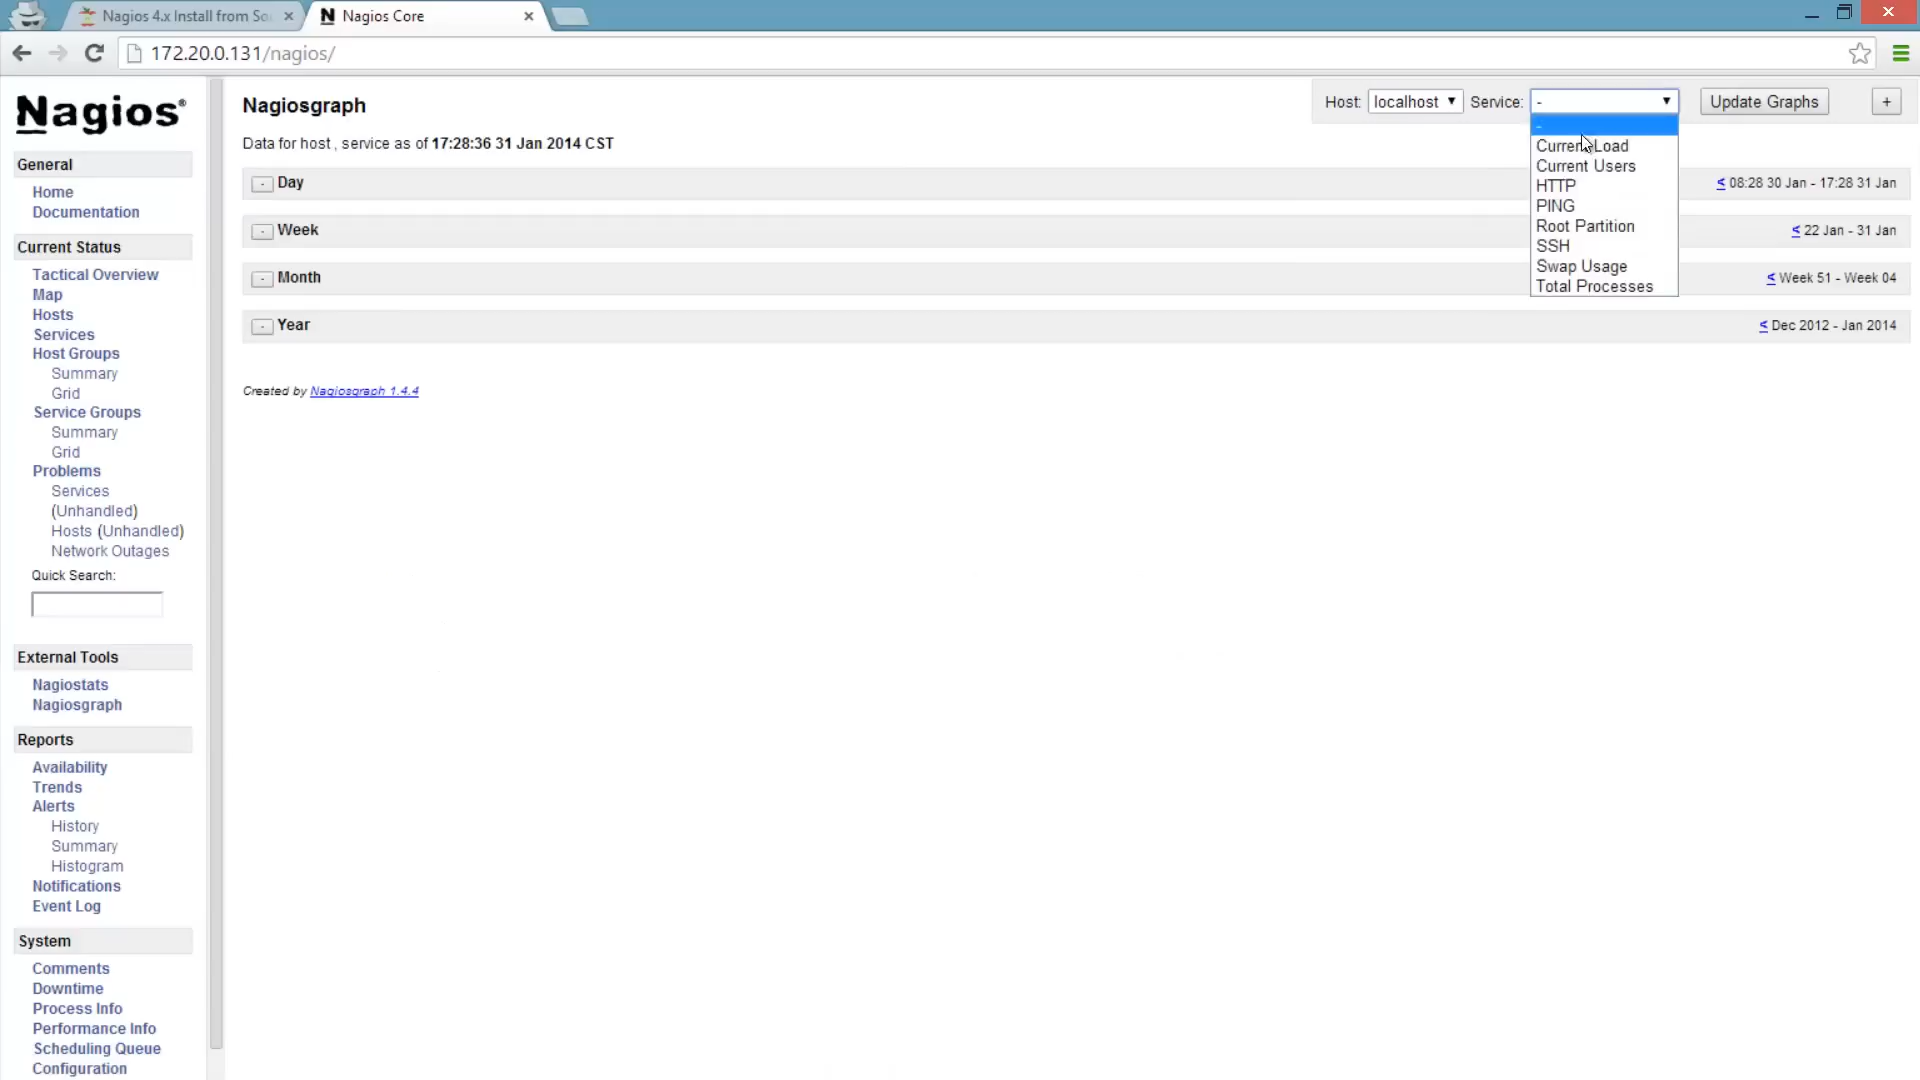 Nagios 4.x Install from So
Nagios Core
172.20.0.131/nagios/
Nagios®
General
Home
Documentation
Current Status
Tactical Overview
Map
Hosts
Services
Host Groups
Summary
Grid
Service Groups
Summary
Grid
Problems
Services
(Unhandled)
Hosts (Unhandled)
Network Outages
Quick Search:
External Tools
Nagiostats
Nagiosgraph
Reports
Availability
Trends
Alerts
History
Summary
Histogram
Notifications
Event Log
System
Comments
Downtime
Process Info
Performance Info
Scheduling Queue
Configuration
Nagiosgraph
Host: localhost Service: - Update Graphs +
Data for host , service as of 17:28:36 31 Jan 2014 CST
-
Current Load
Current Users
HTTP
PING
Root Partition
SSH
Swap Usage
Total Processes
- Day < 08:28 30 Jan - 17:28 31 Jan
- Week < 22 Jan - 31 Jan
- Month < Week 51 - Week 04
- Year < Dec 2012 - Jan 2014
Created by Nagiosgraph 1.4.4